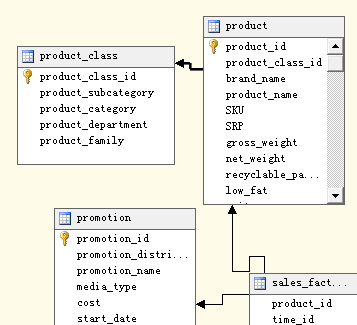 product
product_id
product_class_id
brand_name
product_name
SKU
SRP
gross_weight
net_weight
recyclable_pa...
low_fat
product_class
product_class_id
product_subcategory
product_category
product_department
product_family
promotion
promotion_id
promotion_distri...
promotion_name
media_type
cost
start_date
sales_fact...
product_id
time_id